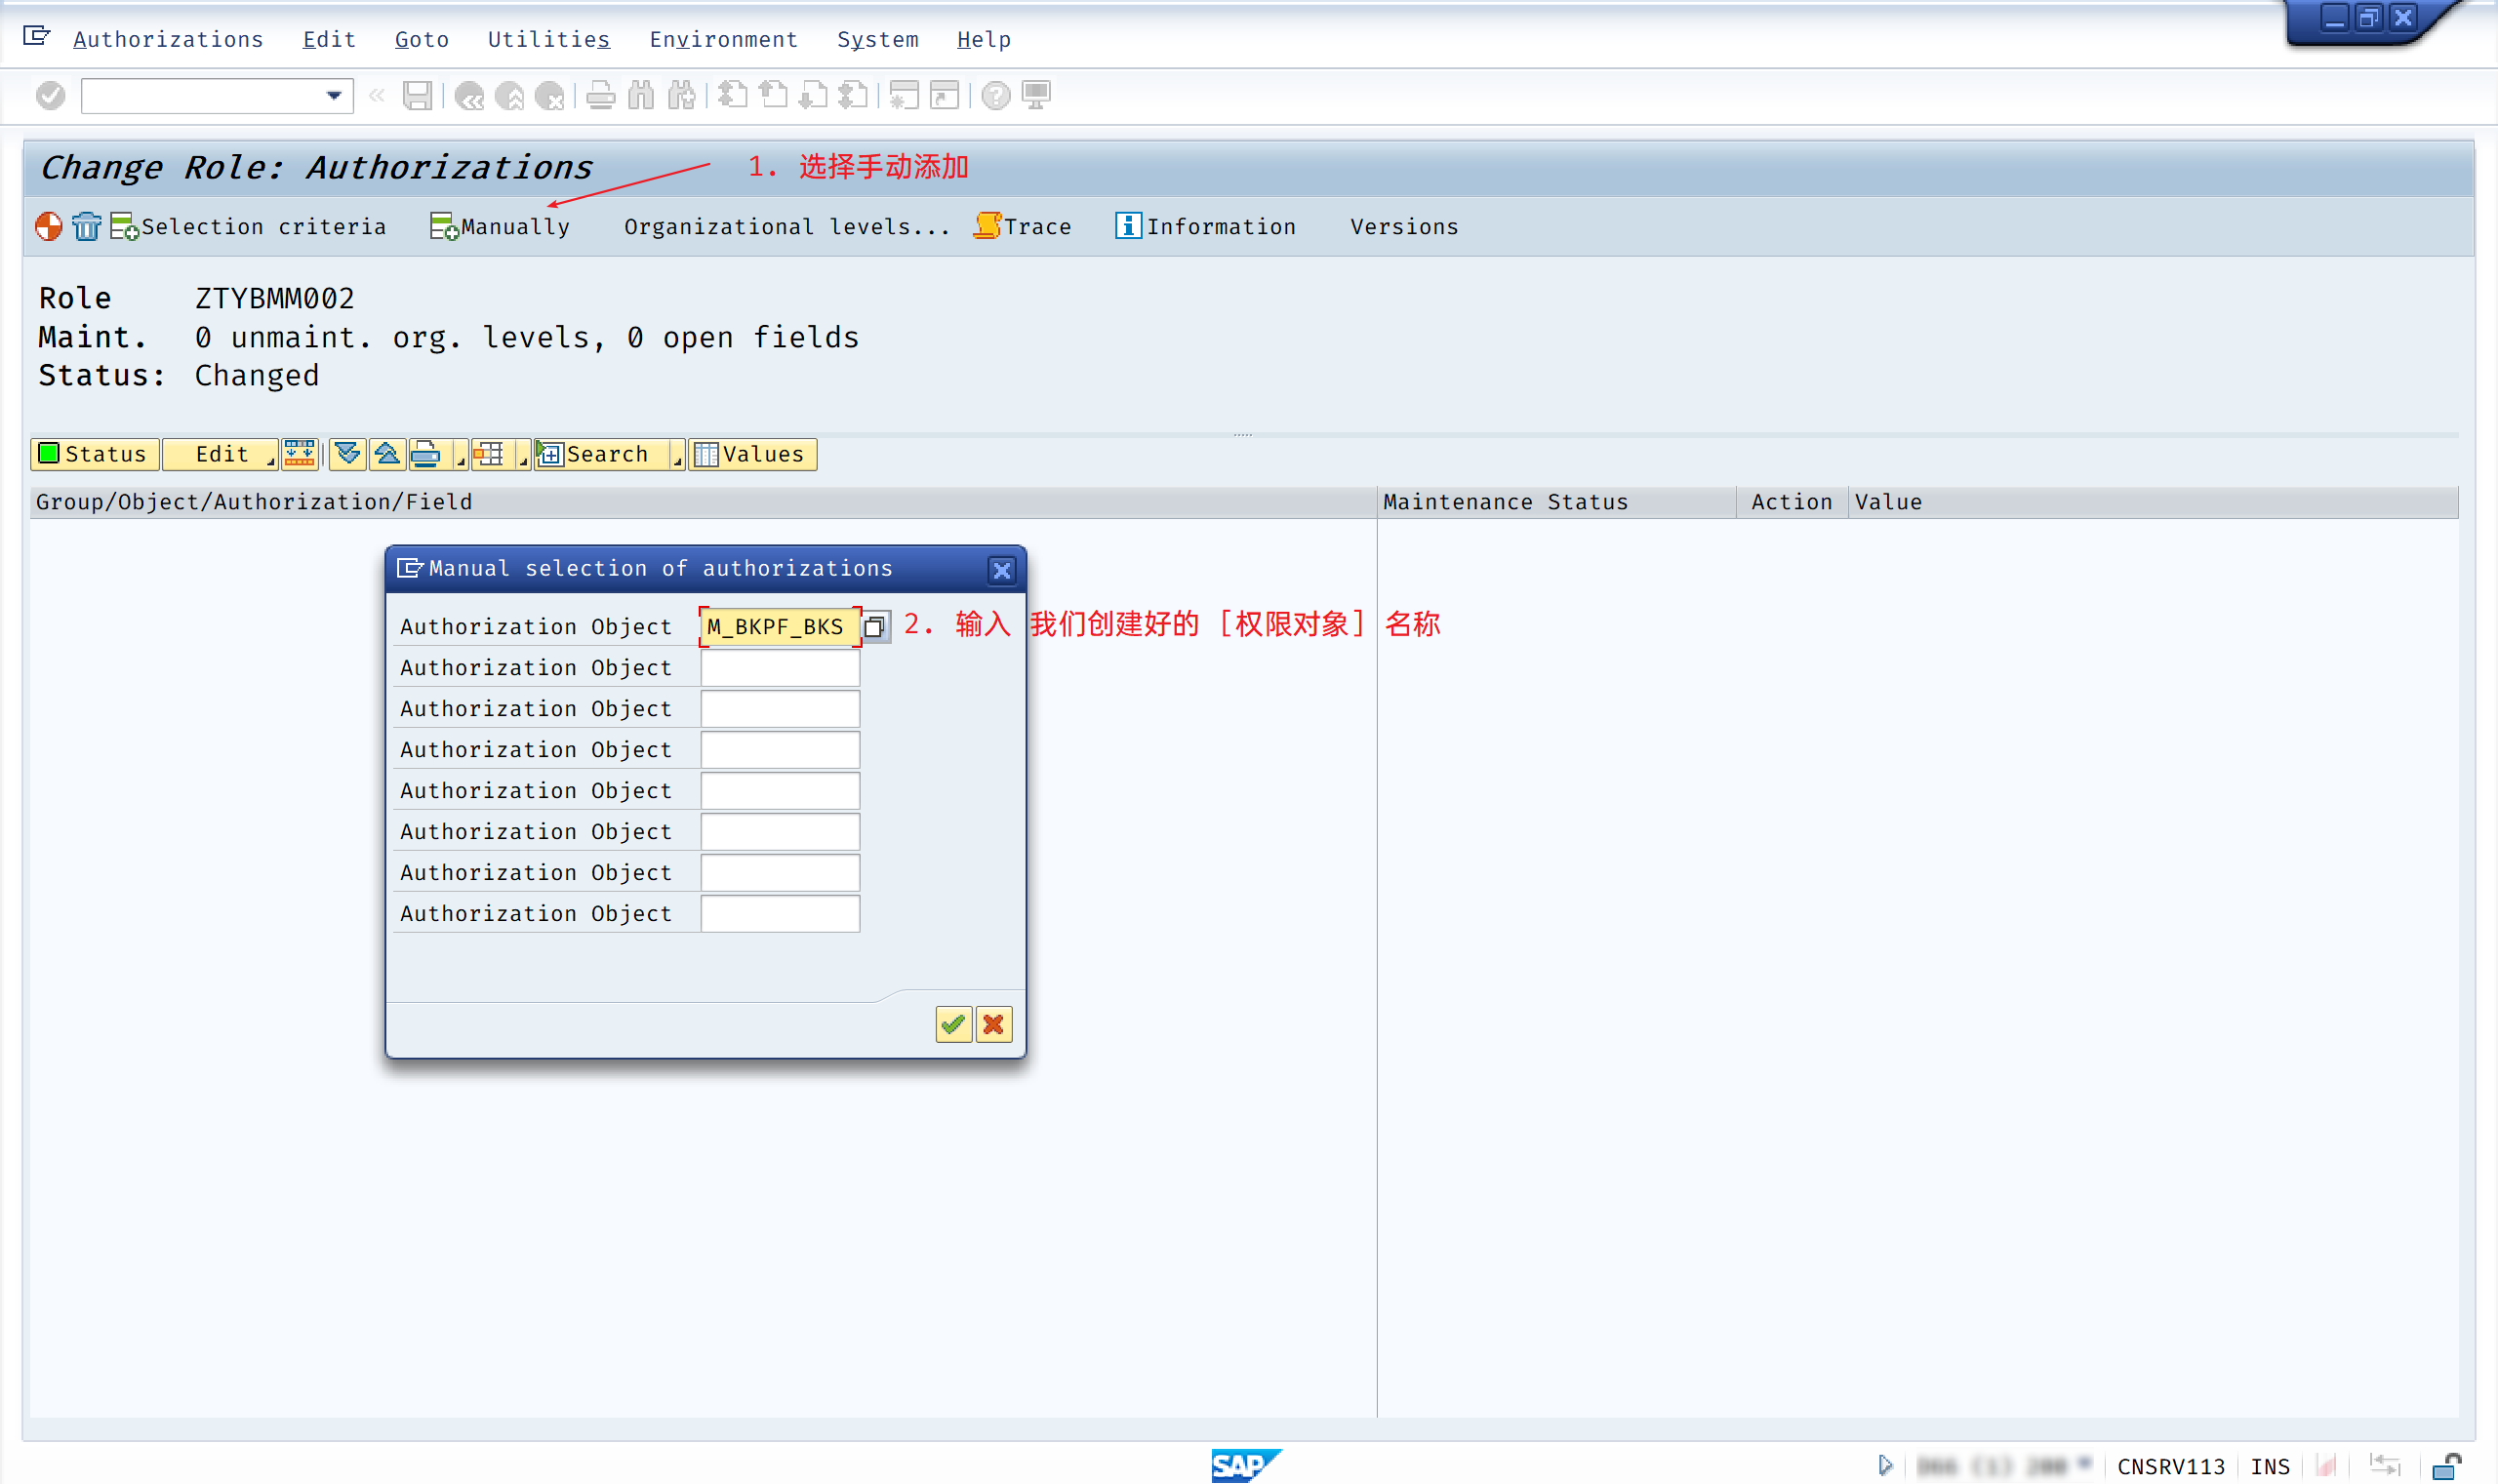 Authorizations Edit Goto Utilities Environment System Help
Change Role: Authorizations 1. 选择手动添加
Selection criteria Manually Organizational levels... Trace Information Versions
Role ZTYBMM002
Maint. 0 unmaint. org. levels, 0 open fields
Status: Changed
Status Edit Search Values
Group/Object/Authorization/Field Maintenance Status Action Value
Manual selection of authorizations
Authorization Object M_BKPF_BKS 2. 输入 我们创建好的 [权限对象] 名称
Authorization Object
Authorization Object
Authorization Object
Authorization Object
Authorization Object
Authorization Object
Authorization Object
SAP CNSRV113 INS